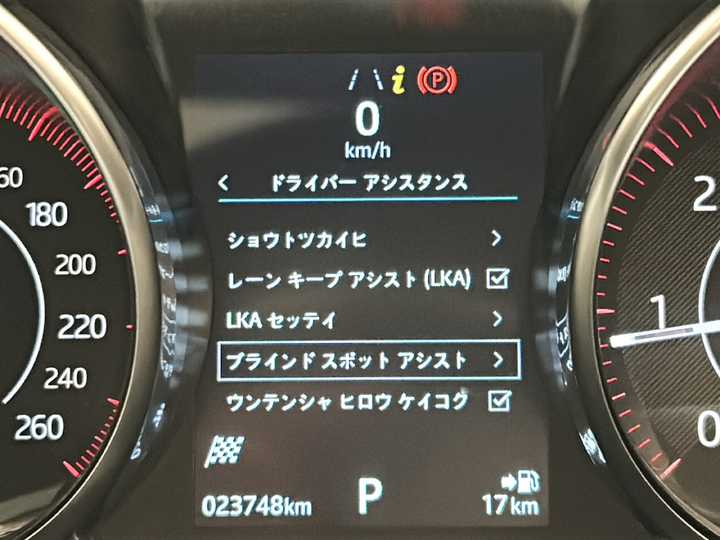 i (P)
0
km/h
< ドライバー アシスタンス
ショウトツカイヒ >
レーン キープ アシスト (LKA)
LKA セッテイ >
ブラインド スポット アシスト >
ウンテンシャ ヒロウ ケイコク
023748km P 17km
60
180
200
220
240
260
2
1
0